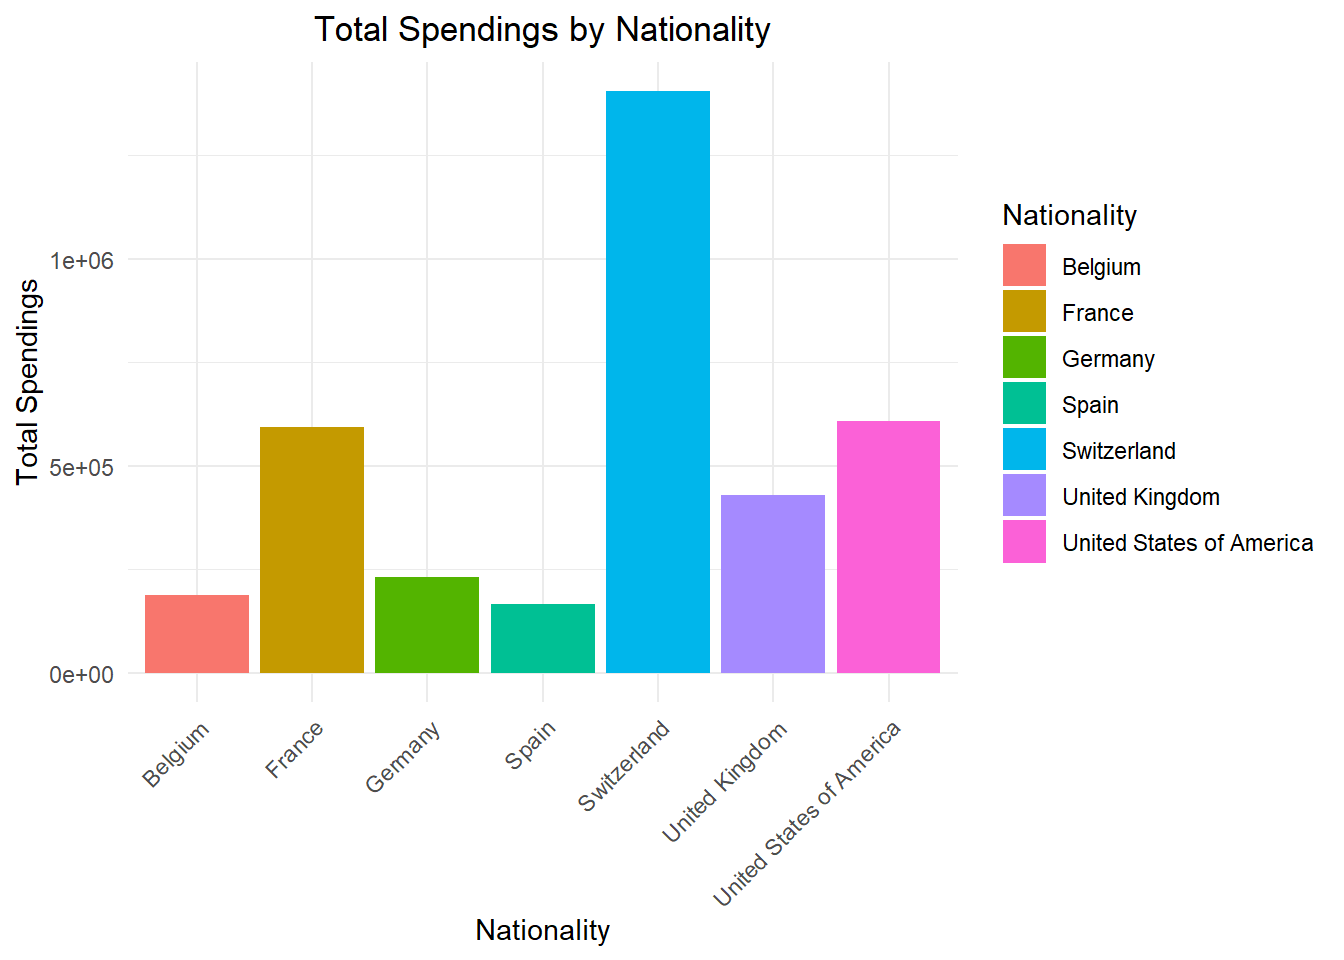 Total Spendings by Nationality
Total Spendings
1e+06
5e+05
0e+00
Belgium
France
Germany
Spain
Switzerland
United Kingdom
United States of America
Nationality
Nationality
Belgium
France
Germany
Spain
Switzerland
United Kingdom
United States of America